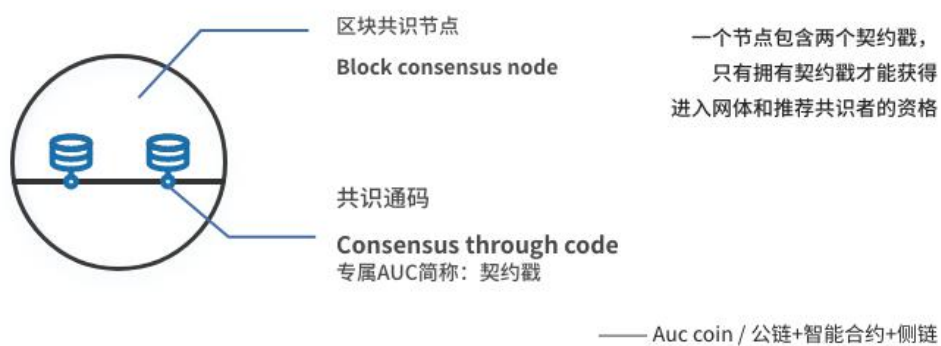 区块共识节点
Block consensus node
一个节点包含两个契约戳，
只有拥有契约戳才能获得
进入网体和推荐共识者的资格
共识通码
Consensus through code
专属AUC简称：契约戳
—— Auc coin / 公链+智能合约+侧链